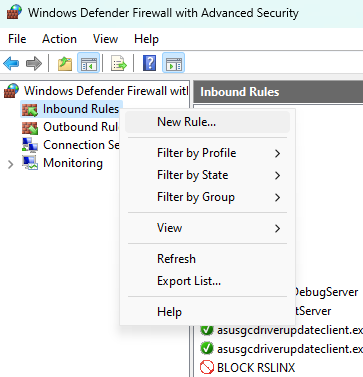 Windows Defender Firewall with Advanced Security
File Action View Help
Windows Defender Firewall with
Inbound Rules
Inbound Rules
Outbound Rul
Connection Se
Monitoring
New Rule...
Filter by Profile
Filter by State
Filter by Group
View
Refresh
Export List...
Help
DebugServer
tServer
asusgcdriverupdateclient.ex
asusgcdriverupdateclient.ex
BLOCK RSLINX